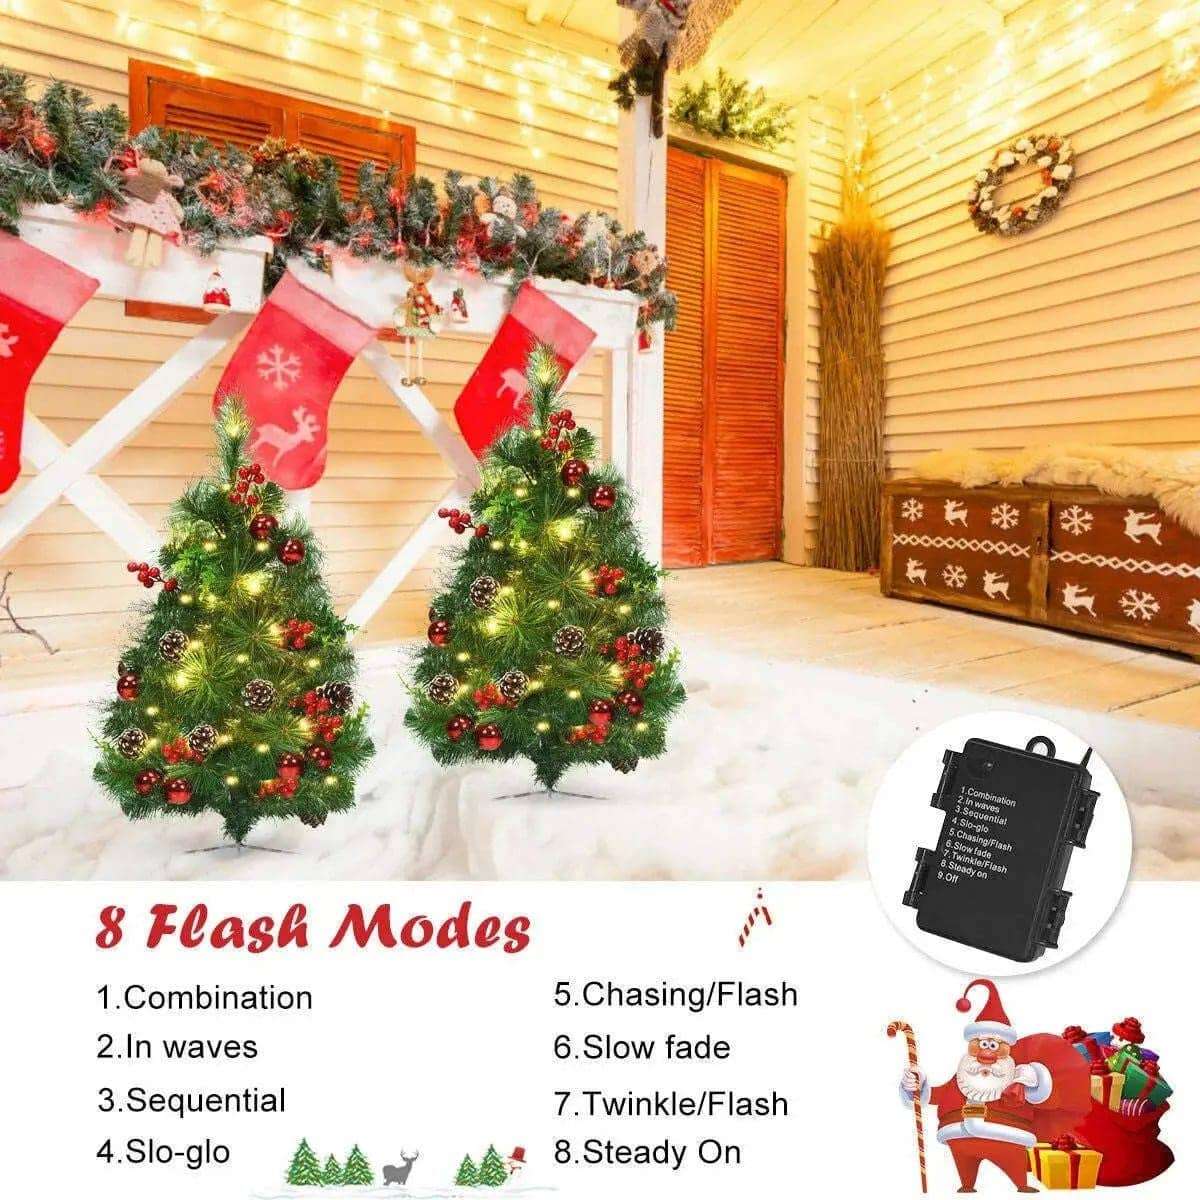 1.Combination
2.In waves
3.Sequential
4.Slo-glo
5.Chasing/Flash
6.Slow fade
7.Twinkle/Flash
8.Steady on
9.Off
8 Flash Modes
1.Combination
2.In waves
3.Sequential
4.Slo-glo
5.Chasing/Flash
6.Slow fade
7.Twinkle/Flash
8.Steady On